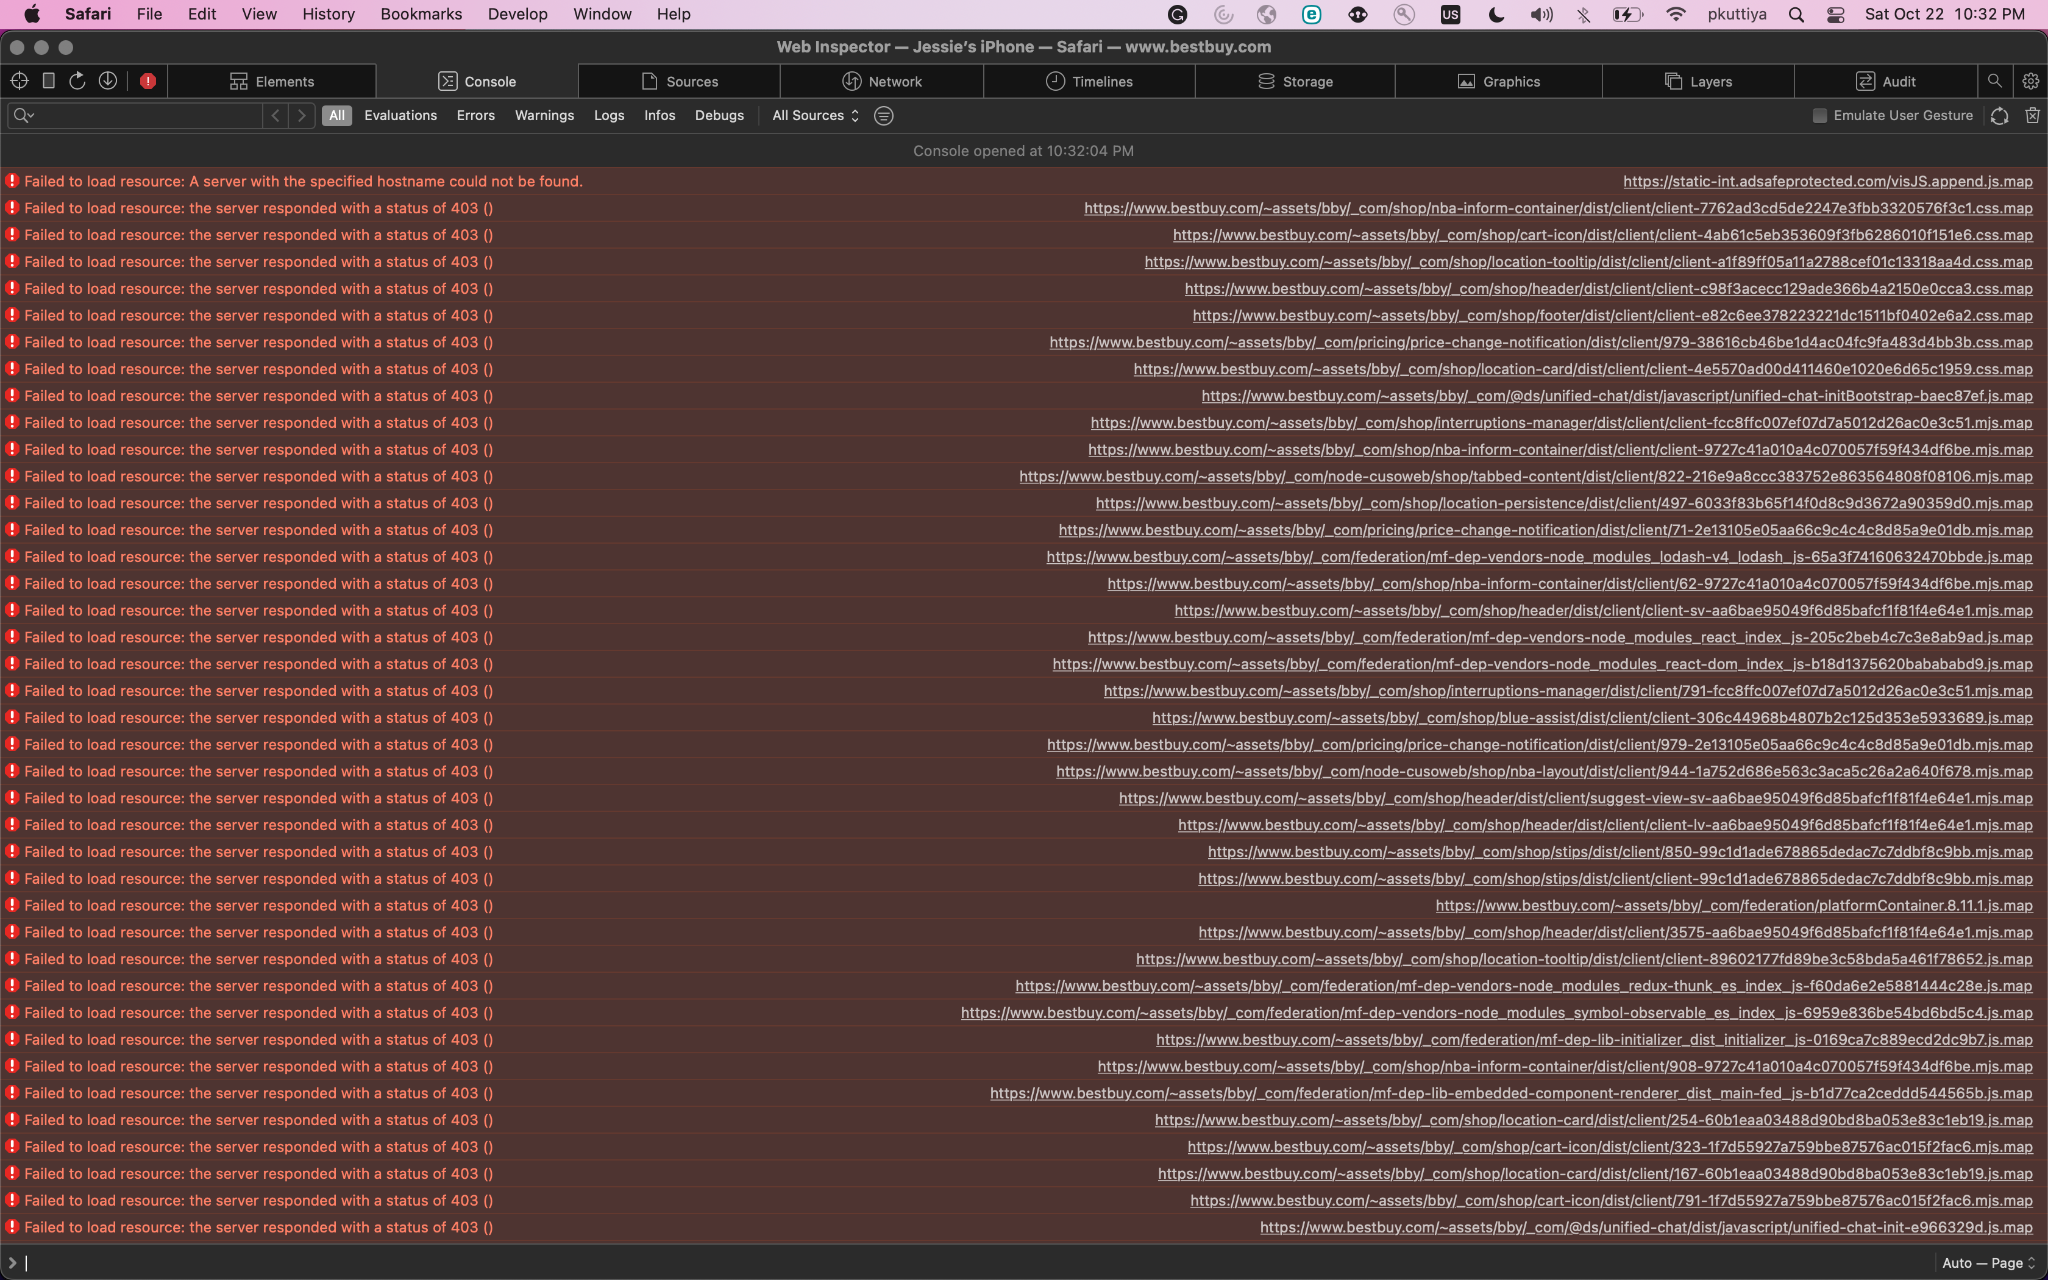 Safari File Edit View History Bookmarks Develop Window Help US pkuttiya Sat Oct 22 10:32 PM
Web Inspector — Jessie's iPhone — Safari — www.bestbuy.com
Elements Console Sources Network Timelines Storage Graphics Layers Audit
All Evaluations Errors Warnings Logs Infos Debugs All Sources Emulate User Gesture
Console opened at 10:32:04 PM
Failed to load resource: A server with the specified hostname could not be found. https://static-int.adsafeprotected.com/visJS.append.js.map
Failed to load resource: the server responded with a status of 403 () https://www.bestbuy.com/~assets/bby/_com/shop/nba-inform-container/dist/client/client-7762ad3cd5de2247e3fbb3320576f3c1.css.map
Failed to load resource: the server responded with a status of 403 () https://www.bestbuy.com/~assets/bby/_com/shop/cart-icon/dist/client/client-4ab61c5eb353609f3fb6286010f151e6.css.map
Failed to load resource: the server responded with a status of 403 () https://www.bestbuy.com/~assets/bby/_com/shop/location-tooltip/dist/client/client-a1f89ff05a11a2788cef01c13318aa4d.css.map
Failed to load resource: the server responded with a status of 403 () https://www.bestbuy.com/~assets/bby/_com/shop/header/dist/client/client-c98f3acecc129ade366b4a2150e0cca3.css.map
Failed to load resource: the server responded with a status of 403 () https://www.bestbuy.com/~assets/bby/_com/shop/footer/dist/client/client-e82c6ee378223221dc1511bf0402e6a2.css.map
Failed to load resource: the server responded with a status of 403 () https://www.bestbuy.com/~assets/bby/_com/pricing/price-change-notification/dist/client/979-38616cb46be1d4ac04fc9fa483d4bb3b.css.map
Failed to load resource: the server responded with a status of 403 () https://www.bestbuy.com/~assets/bby/_com/shop/location-card/dist/client/client-4e5570ad00d411460e1020e6d65c1959.css.map
Failed to load resource: the server responded with a status of 403 () https://www.bestbuy.com/~assets/bby/_com/@ds/unified-chat/dist/javascript/unified-chat-initBootstrap-baec87ef.js.map
Failed to load resource: the server responded with a status of 403 () https://www.bestbuy.com/~assets/bby/_com/shop/interruptions-manager/dist/client/client-fcc8ffc007ef07d7a5012d26ac0e3c51.mjs.map
Failed to load resource: the server responded with a status of 403 () https://www.bestbuy.com/~assets/bby/_com/shop/nba-inform-container/dist/client/client-9727c41a010a4c070057f59f434df6be.mjs.map
Failed to load resource: the server responded with a status of 403 () https://www.bestbuy.com/~assets/bby/_com/node-cusoweb/shop/tabbed-content/dist/client/822-216e9a8ccc383752e863564808f08106.mjs.map
Failed to load resource: the server responded with a status of 403 () https://www.bestbuy.com/~assets/bby/_com/shop/location-persistence/dist/client/497-6033f83b65f14f0d8c9d3672a90359d0.mjs.map
Failed to load resource: the server responded with a status of 403 () https://www.bestbuy.com/~assets/bby/_com/pricing/price-change-notification/dist/client/71-2e13105e05aa66c9c4c4c8d85a9e01db.mjs.map
Failed to load resource: the server responded with a status of 403 () https://www.bestbuy.com/~assets/bby/_com/federation/mf-dep-vendors-node_modules_lodash-v4_lodash_js-65a3f74160632470bbde.js.map
Failed to load resource: the server responded with a status of 403 () https://www.bestbuy.com/~assets/bby/_com/shop/nba-inform-container/dist/client/62-9727c41a010a4c070057f59f434df6be.mjs.map
Failed to load resource: the server responded with a status of 403 () https://www.bestbuy.com/~assets/bby/_com/shop/header/dist/client/client-sv-aa6bae95049f6d85bafcf1f81f4e64e1.mjs.map
Failed to load resource: the server responded with a status of 403 () https://www.bestbuy.com/~assets/bby/_com/federation/mf-dep-vendors-node_modules_react_index_js-205c2beb4c7c3e8ab9ad.js.map
Failed to load resource: the server responded with a status of 403 () https://www.bestbuy.com/~assets/bby/_com/federation/mf-dep-vendors-node_modules_react-dom_index_js-b18d1375620babababd9.js.map
Failed to load resource: the server responded with a status of 403 () https://www.bestbuy.com/~assets/bby/_com/shop/interruptions-manager/dist/client/791-fcc8ffc007ef07d7a5012d26ac0e3c51.mjs.map
Failed to load resource: the server responded with a status of 403 () https://www.bestbuy.com/~assets/bby/_com/shop/blue-assist/dist/client/client-306c44968b4807b2c125d353e5933689.js.map
Failed to load resource: the server responded with a status of 403 () https://www.bestbuy.com/~assets/bby/_com/pricing/price-change-notification/dist/client/979-2e13105e05aa66c9c4c4c8d85a9e01db.mjs.map
Failed to load resource: the server responded with a status of 403 () https://www.bestbuy.com/~assets/bby/_com/node-cusoweb/shop/nba-layout/dist/client/944-1a752d686e563c3aca5c26a2a640f678.mjs.map
Failed to load resource: the server responded with a status of 403 () https://www.bestbuy.com/~assets/bby/_com/shop/header/dist/client/suggest-view-sv-aa6bae95049f6d85bafcf1f81f4e64e1.mjs.map
Failed to load resource: the server responded with a status of 403 () https://www.bestbuy.com/~assets/bby/_com/shop/header/dist/client/client-lv-aa6bae95049f6d85bafcf1f81f4e64e1.mjs.map
Failed to load resource: the server responded with a status of 403 () https://www.bestbuy.com/~assets/bby/_com/shop/stips/dist/client/850-99c1d1ade678865dedac7c7ddbf8c9bb.mjs.map
Failed to load resource: the server responded with a status of 403 () https://www.bestbuy.com/~assets/bby/_com/shop/stips/dist/client/client-99c1d1ade678865dedac7c7ddbf8c9bb.mjs.map
Failed to load resource: the server responded with a status of 403 () https://www.bestbuy.com/~assets/bby/_com/federation/platformContainer.8.11.1.js.map
Failed to load resource: the server responded with a status of 403 () https://www.bestbuy.com/~assets/bby/_com/shop/header/dist/client/3575-aa6bae95049f6d85bafcf1f81f4e64e1.mjs.map
Failed to load resource: the server responded with a status of 403 () https://www.bestbuy.com/~assets/bby/_com/shop/location-tooltip/dist/client/client-89602177fd89be3c58bda5a461f78652.js.map
Failed to load resource: the server responded with a status of 403 () https://www.bestbuy.com/~assets/bby/_com/federation/mf-dep-vendors-node_modules_redux-thunk_es_index_js-f60da6e2e5881444c28e.js.map
Failed to load resource: the server responded with a status of 403 () https://www.bestbuy.com/~assets/bby/_com/federation/mf-dep-vendors-node_modules_symbol-observable_es_index_js-6959e836be54bd6bd5c4.js.map
Failed to load resource: the server responded with a status of 403 () https://www.bestbuy.com/~assets/bby/_com/federation/mf-dep-lib-initializer_dist_initializer_js-0169ca7c889ecd2dc9b7.js.map
Failed to load resource: the server responded with a status of 403 () https://www.bestbuy.com/~assets/bby/_com/shop/nba-inform-container/dist/client/908-9727c41a010a4c070057f59f434df6be.mjs.map
Failed to load resource: the server responded with a status of 403 () https://www.bestbuy.com/~assets/bby/_com/federation/mf-dep-lib-embedded-component-renderer_dist_main-fed_js-b1d77ca2ceddd544565b.js.map
Failed to load resource: the server responded with a status of 403 () https://www.bestbuy.com/~assets/bby/_com/shop/location-card/dist/client/254-60b1eaa03488d90bd8ba053e83c1eb19.js.map
Failed to load resource: the server responded with a status of 403 () https://www.bestbuy.com/~assets/bby/_com/shop/cart-icon/dist/client/323-1f7d55927a759bbe87576ac015f2fac6.mjs.map
Failed to load resource: the server responded with a status of 403 () https://www.bestbuy.com/~assets/bby/_com/shop/location-card/dist/client/167-60b1eaa03488d90bd8ba053e83c1eb19.js.map
Failed to load resource: the server responded with a status of 403 () https://www.bestbuy.com/~assets/bby/_com/shop/cart-icon/dist/client/791-1f7d55927a759bbe87576ac015f2fac6.mjs.map
Failed to load resource: the server responded with a status of 403 () https://www.bestbuy.com/~assets/bby/_com/@ds/unified-chat/dist/javascript/unified-chat-init-e966329d.js.map
Auto — Page